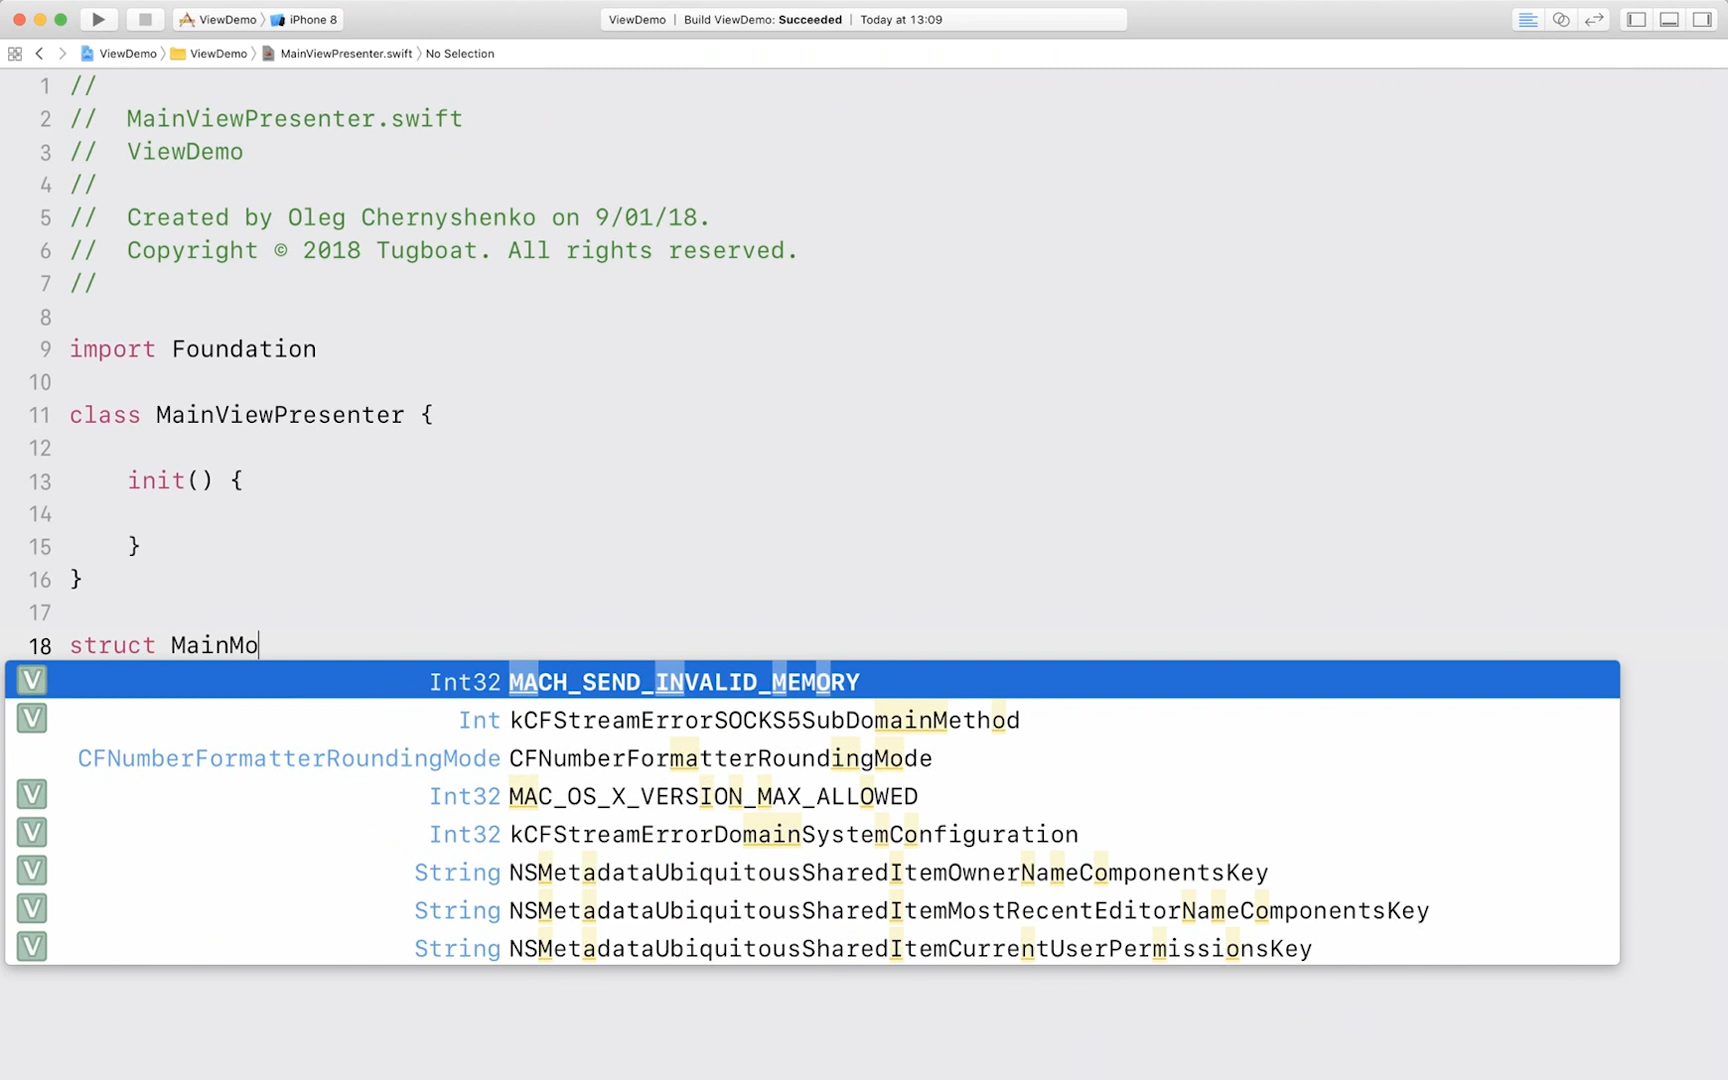 ViewDemo iPhone 8 ViewDemo Build ViewDemo: Succeeded Today at 13:09
ViewDemo ViewDemo MainViewPresenter.swift No Selection
1 //
2 //  MainViewPresenter.swift
3 //  ViewDemo
4 //
5 //  Created by Oleg Chernyshenko on 9/01/18.
6 //  Copyright © 2018 Tugboat. All rights reserved.
7 //
8
9 import Foundation
10
11 class MainViewPresenter {
12
13     init() {
14
15     }
16 }
17
18 struct MainMo
V Int32 MACH_SEND_INVALID_MEMORY
V Int kCFStreamErrorSOCKS5SubDomainMethod
CFNumberFormatterRoundingMode CFNumberFormatterRoundingMode
V Int32 MAC_OS_X_VERSION_MAX_ALLOWED
V Int32 kCFStreamErrorDomainSystemConfiguration
V String NSMetadataUbiquitousSharedItemOwnerNameComponentsKey
V String NSMetadataUbiquitousSharedItemMostRecentEditorNameComponentsKey
V String NSMetadataUbiquitousSharedItemCurrentUserPermissionsKey